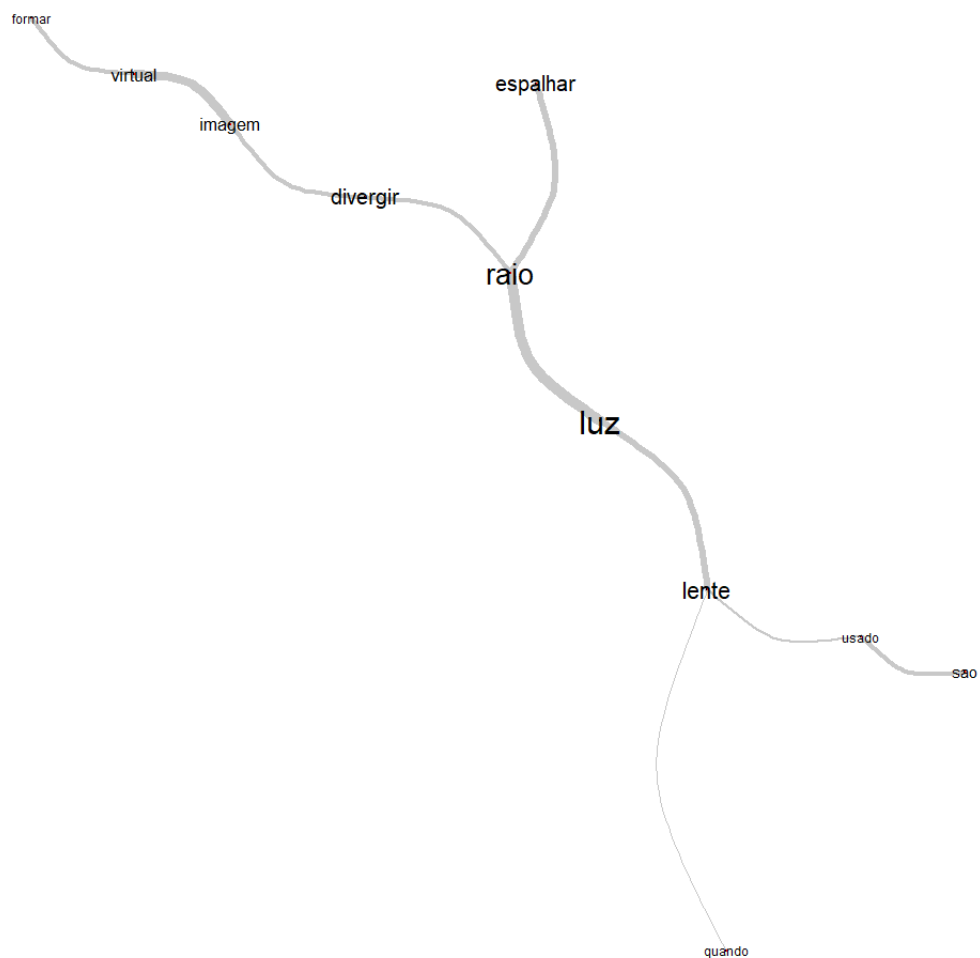 formar
virtual
espalhar
imagem
divergir
raio
luz
lente
usado
sao
quando